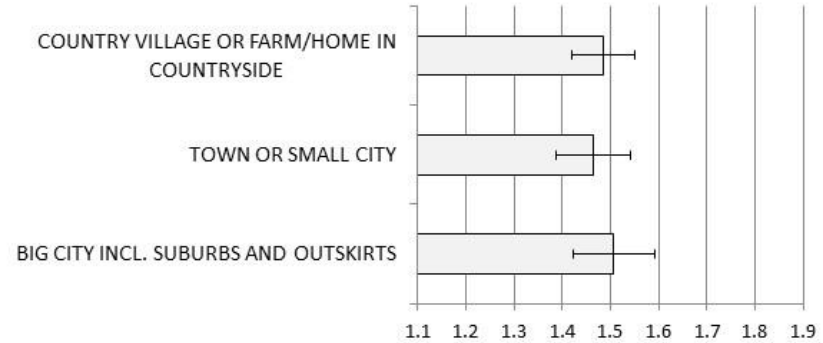 COUNTRY VILLAGE OR FARM/HOME IN
COUNTRYSIDE
TOWN OR SMALL CITY
BIG CITY INCL. SUBURBS AND OUTSKIRTS
1.1 1.2 1.3 1.4 1.5 1.6 1.7 1.8 1.9